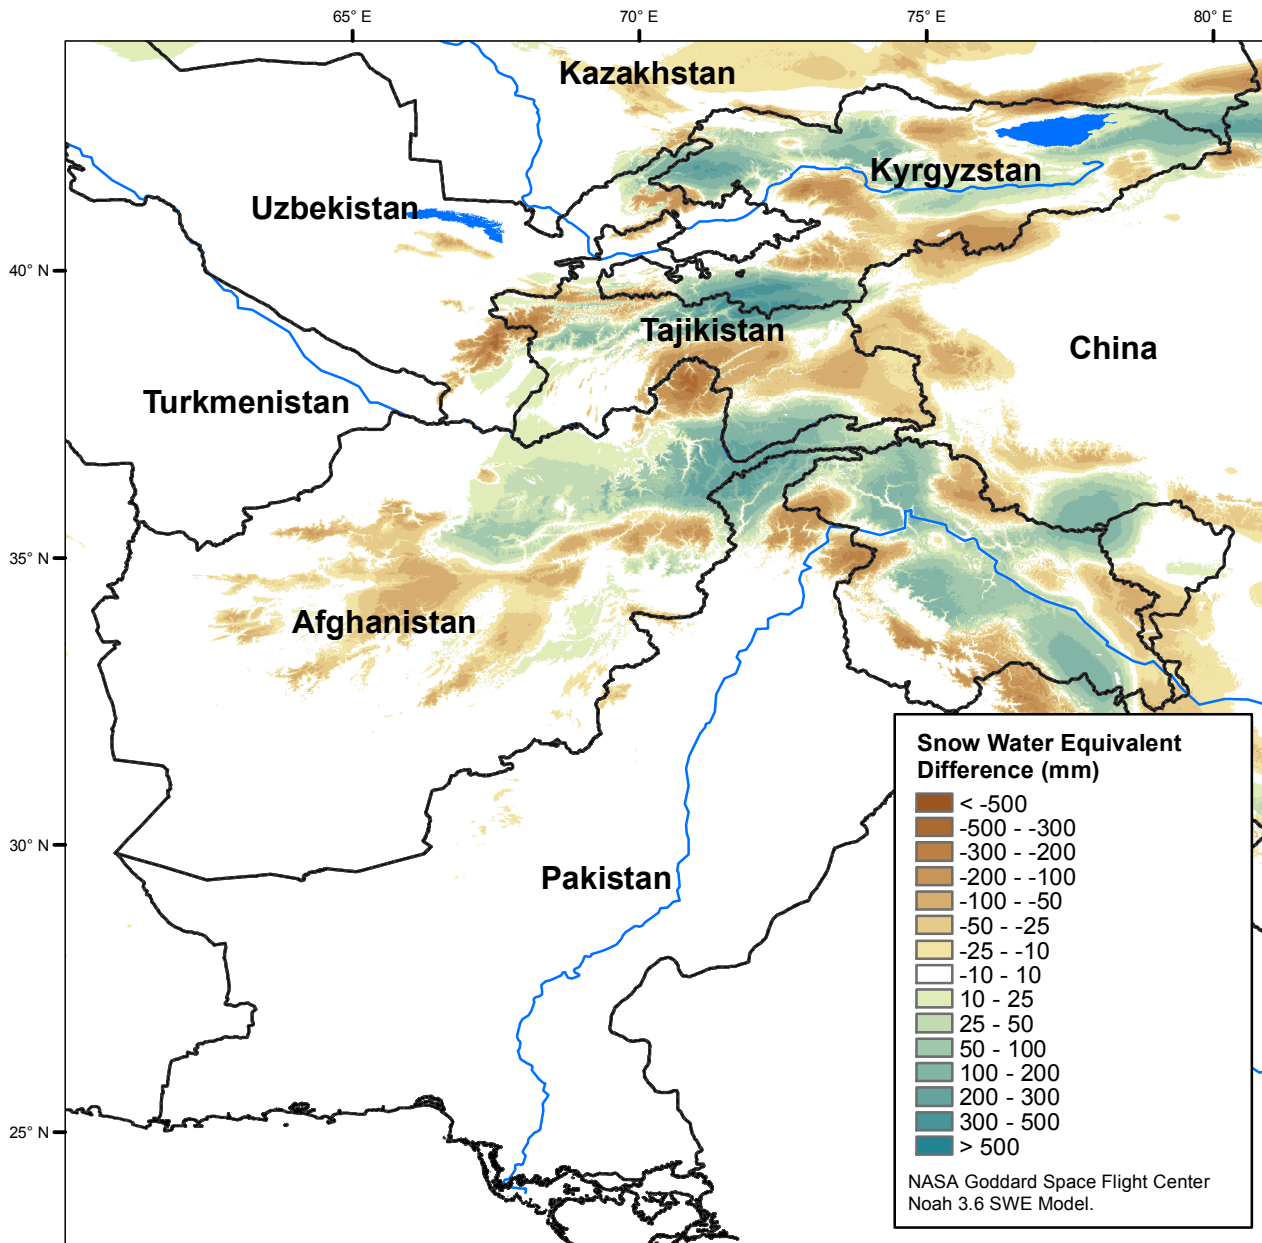 65° E
70° E
75° E
80° E
Kazakhstan
Kyrgyzstan
Uzbekistan
40° N
Tajikistan
China
Turkmenistan
35° N
Afghanistan
Snow Water Equivalent
Difference (mm)
< -500
-500 - -300
-300 - -200
-200 - -100
-100 - -50
-50 - -25
-25 - -10
-10 - 10
10 - 25
25 - 50
50 - 100
100 - 200
200 - 300
300 - 500
> 500
30° N
Pakistan
25° N
NASA Goddard Space Flight Center
Noah 3.6 SWE Model.